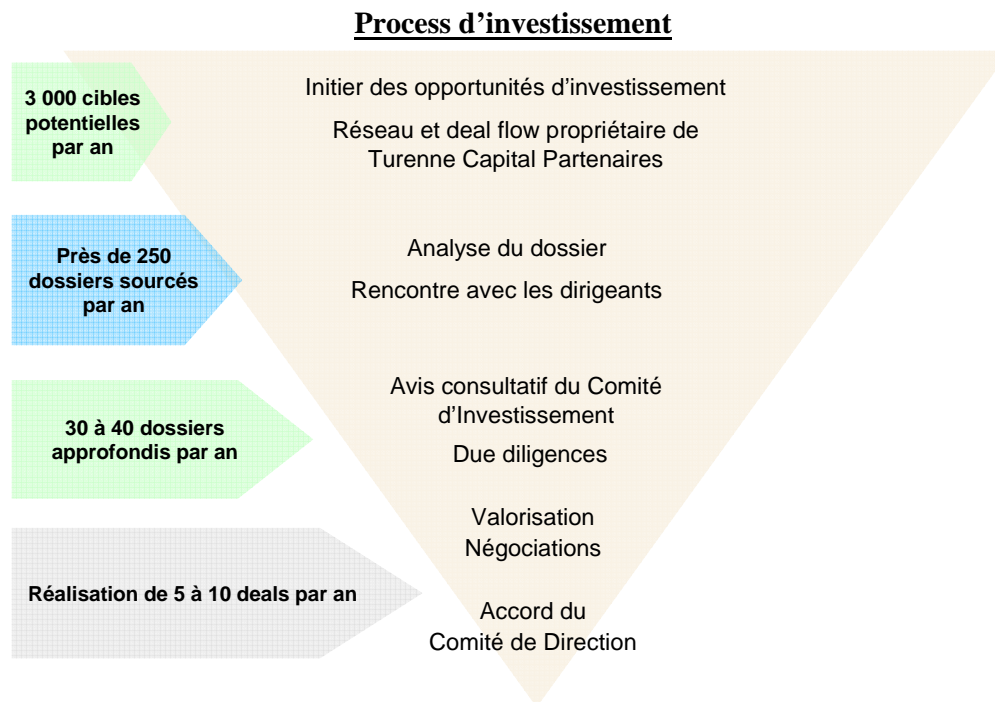 Process d’investissement
3 000 cibles
potentielles
par an
Initier des opportunités d’investissement
Réseau et deal flow propriétaire de
Turenne Capital Partenaires
Près de 250
dossiers sourcés
par an
Analyse du dossier
Rencontre avec les dirigeants
30 à 40 dossiers
approfondis par an
Avis consultatif du Comité
d’Investissement
Due diligences
Réalisation de 5 à 10 deals par an
Valorisation
Négociations
Accord du
Comité de Direction